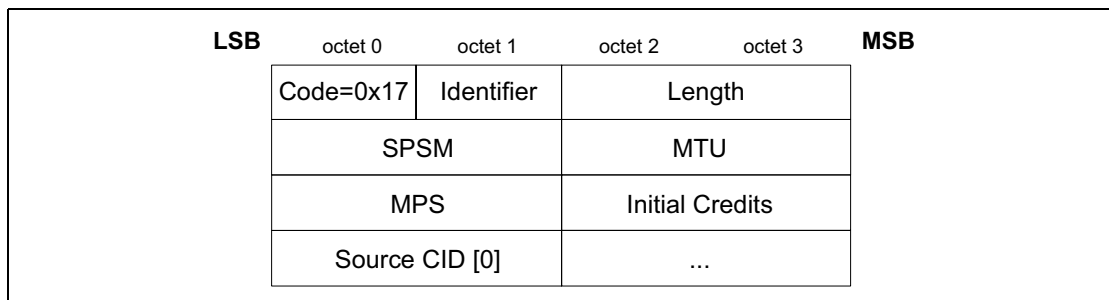 LSB octet 0 octet 1 octet 2 octet 3 MSB
Code=0x17 Identifier Length
SPSM MTU
MPS Initial Credits
Source CID [0] ...